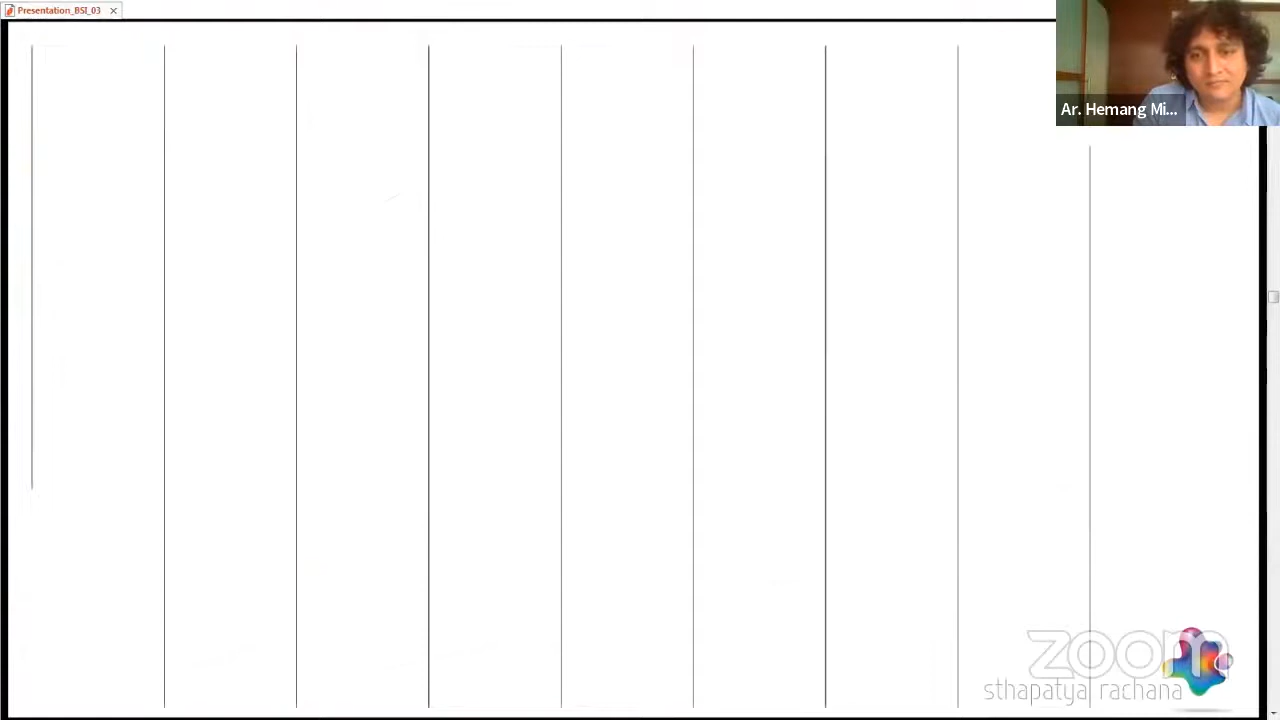 Presentation_BSI_03
Ar. Hemang Mi...
zoom
sthapatya rachana